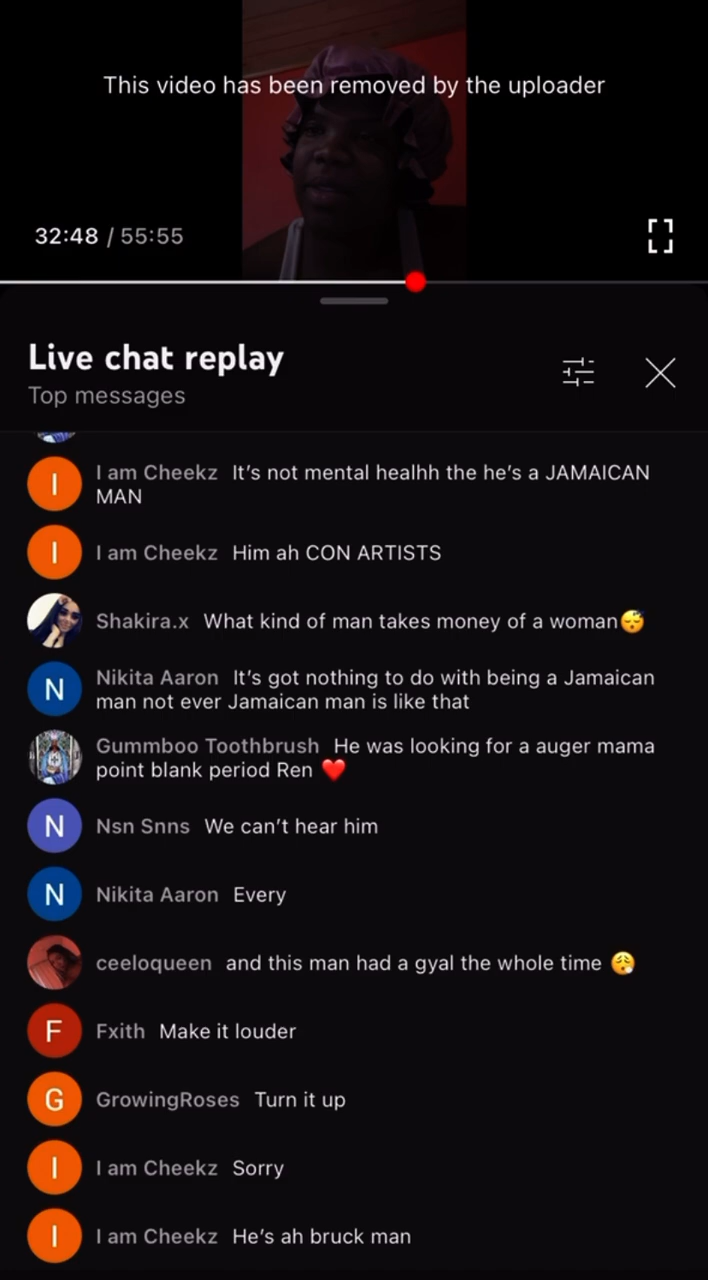 This video has been removed by the uploader
32:48 / 55:55
Live chat replay
Top messages
I
I am Cheekz It's not mental healhh the he's a JAMAICAN
MAN
I
I am Cheekz Him ah CON ARTISTS
Shakira.x What kind of man takes money of a woman😴
N
Nikita Aaron It's got nothing to do with being a Jamaican
man not ever Jamaican man is like that
Gummboo Toothbrush He was looking for a auger mama
point blank period Ren ❤️
N
Nsn Snns We can't hear him
N
Nikita Aaron Every
ceeloqueen and this man had a gyal the whole time 😮‍💨
F
Fxith Make it louder
G
GrowingRoses Turn it up
I
I am Cheekz Sorry
I
I am Cheekz He's ah bruck man